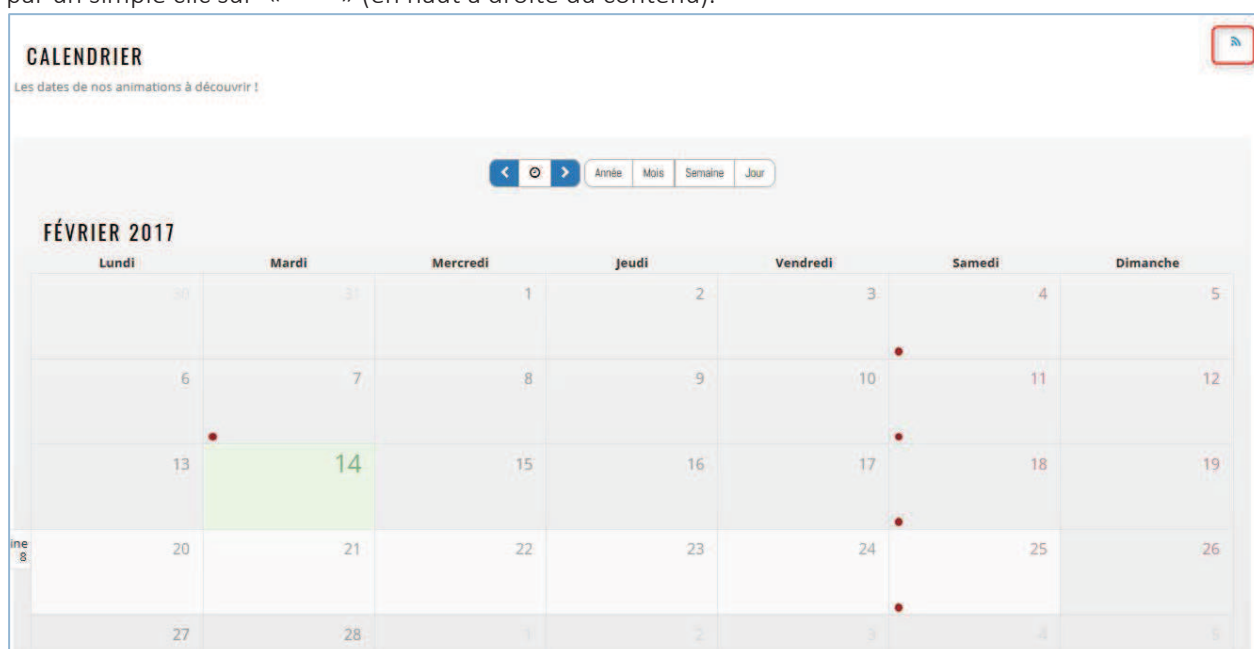 par un simple clic sur « » (en haut à droite du contenu).
CALENDRIER
Les dates de nos animations à découvrir !
Année Mois Semaine Jour
FÉVRIER 2017
Lundi Mardi Mercredi Jeudi Vendredi Samedi Dimanche
30 31 1 2 3 4 5
6 7 8 9 10 11 12
13 14 15 16 17 18 19
ine
8
20 21 22 23 24 25 26
27 28 1 2 3 4 5